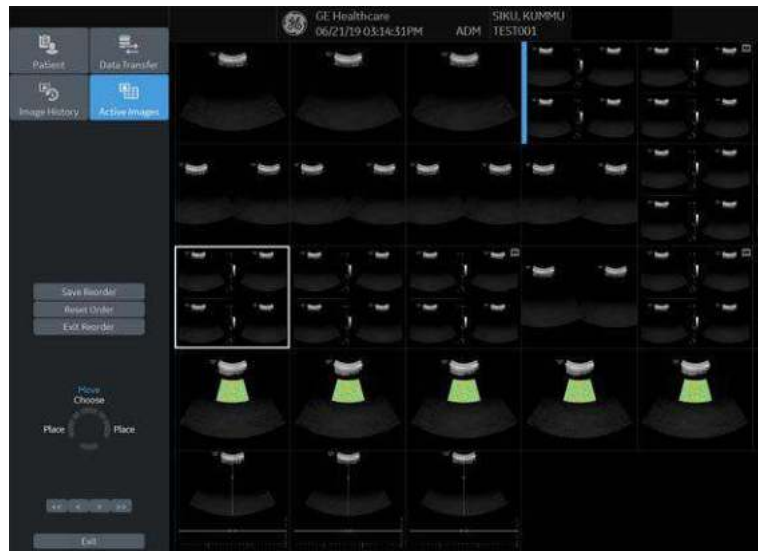 GE Healthcare
06/21/19 03:14:31PM
ADM
SIKU, KUMMU
TEST001
Patient
Data Transfer
Image History
Active Images
Save Reorder
Reset Order
Exit Reorder
Move
Choose
Place
Place
<< < > >>
Exit